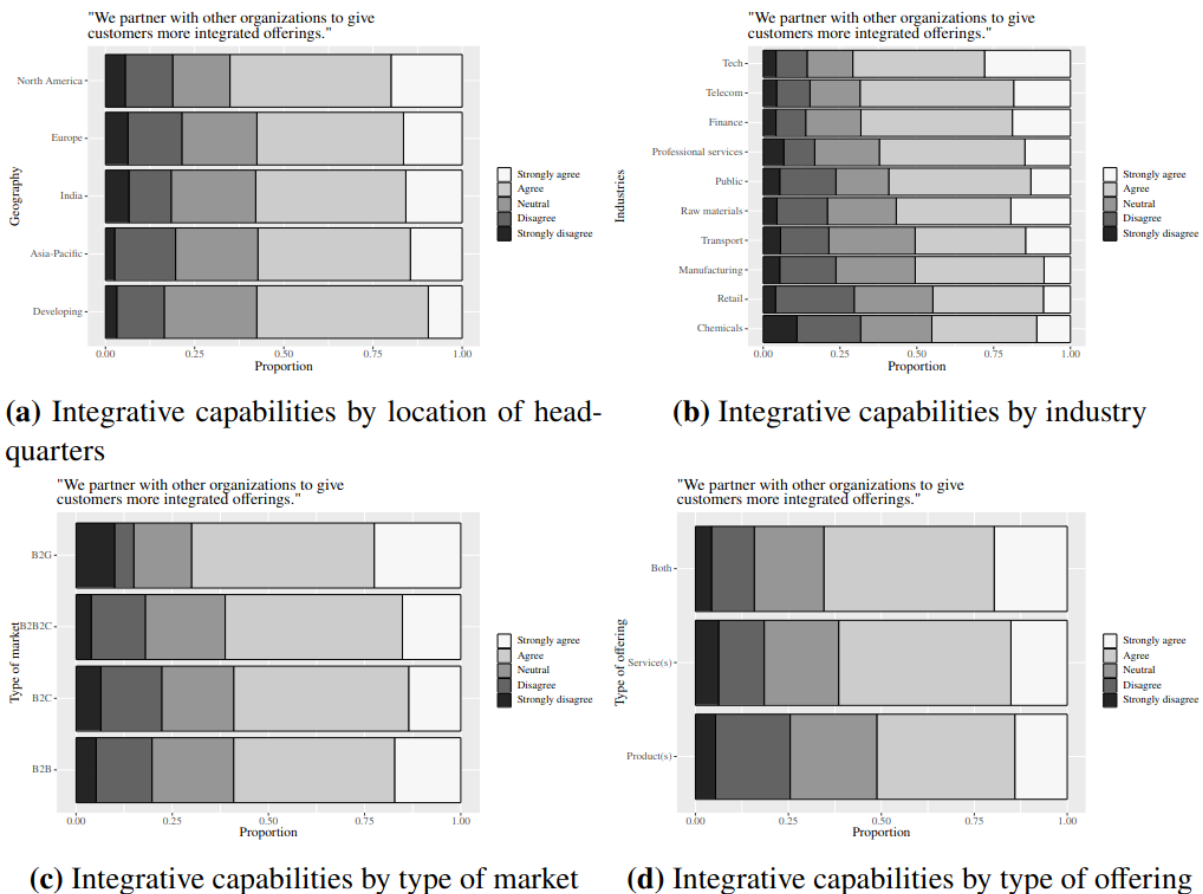 "We partner with other organizations to give
customers more integrated offerings."
Geography
North America
Europe
India
Asia-Pacific
Developing
0.00 0.25 0.50 0.75 1.00
Proportion
Strongly agree
Agree
Neutral
Disagree
Strongly disagree
(a) Integrative capabilities by location of head-
quarters
"We partner with other organizations to give
customers more integrated offerings."
Industries
Tech
Telecom
Finance
Professional services
Public
Raw materials
Transport
Manufacturing
Retail
Chemicals
0.00 0.25 0.50 0.75 1.00
Proportion
Strongly agree
Agree
Neutral
Disagree
Strongly disagree
(b) Integrative capabilities by industry
"We partner with other organizations to give
customers more integrated offerings."
Type of market
B2G
B2B2C
B2C
B2B
0.00 0.25 0.50 0.75 1.00
Proportion
Strongly agree
Agree
Neutral
Disagree
Strongly disagree
(c) Integrative capabilities by type of market
"We partner with other organizations to give
customers more integrated offerings."
Type of offering
Both
Service(s)
Product(s)
0.00 0.25 0.50 0.75 1.00
Proportion
Strongly agree
Agree
Neutral
Disagree
Strongly disagree
(d) Integrative capabilities by type of offering